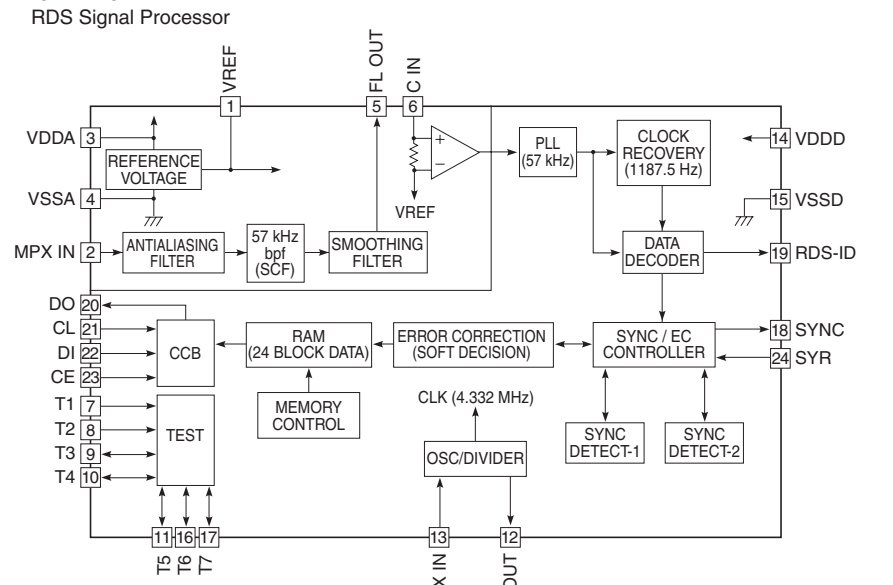 RDS Signal Processor
VREF
FL OUT
C IN
1
5
6
VDDA 3
REFERENCE
VOLTAGE
VSSA 4
+
−
VREF
PLL
(57 kHz)
CLOCK
RECOVERY
(1187.5 Hz)
14 VDDD
15 VSSD
MPX IN 2
ANTIALIASING
FILTER
57 kHz
bpf
(SCF)
SMOOTHING
FILTER
DATA
DECODER
19 RDS-ID
DO 20
CL 21
DI 22
CE 23
CCB
RAM
(24 BLOCK DATA)
ERROR CORRECTION
(SOFT DECISION)
SYNC / EC
CONTROLLER
18 SYNC
24 SYR
T1 7
T2 8
T3 9
T4 10
TEST
MEMORY
CONTROL
CLK (4.332 MHz)
OSC/DIVIDER
SYNC
DETECT-1
SYNC
DETECT-2
11
16
17
13
12
T5
T6
T7
X IN
OUT